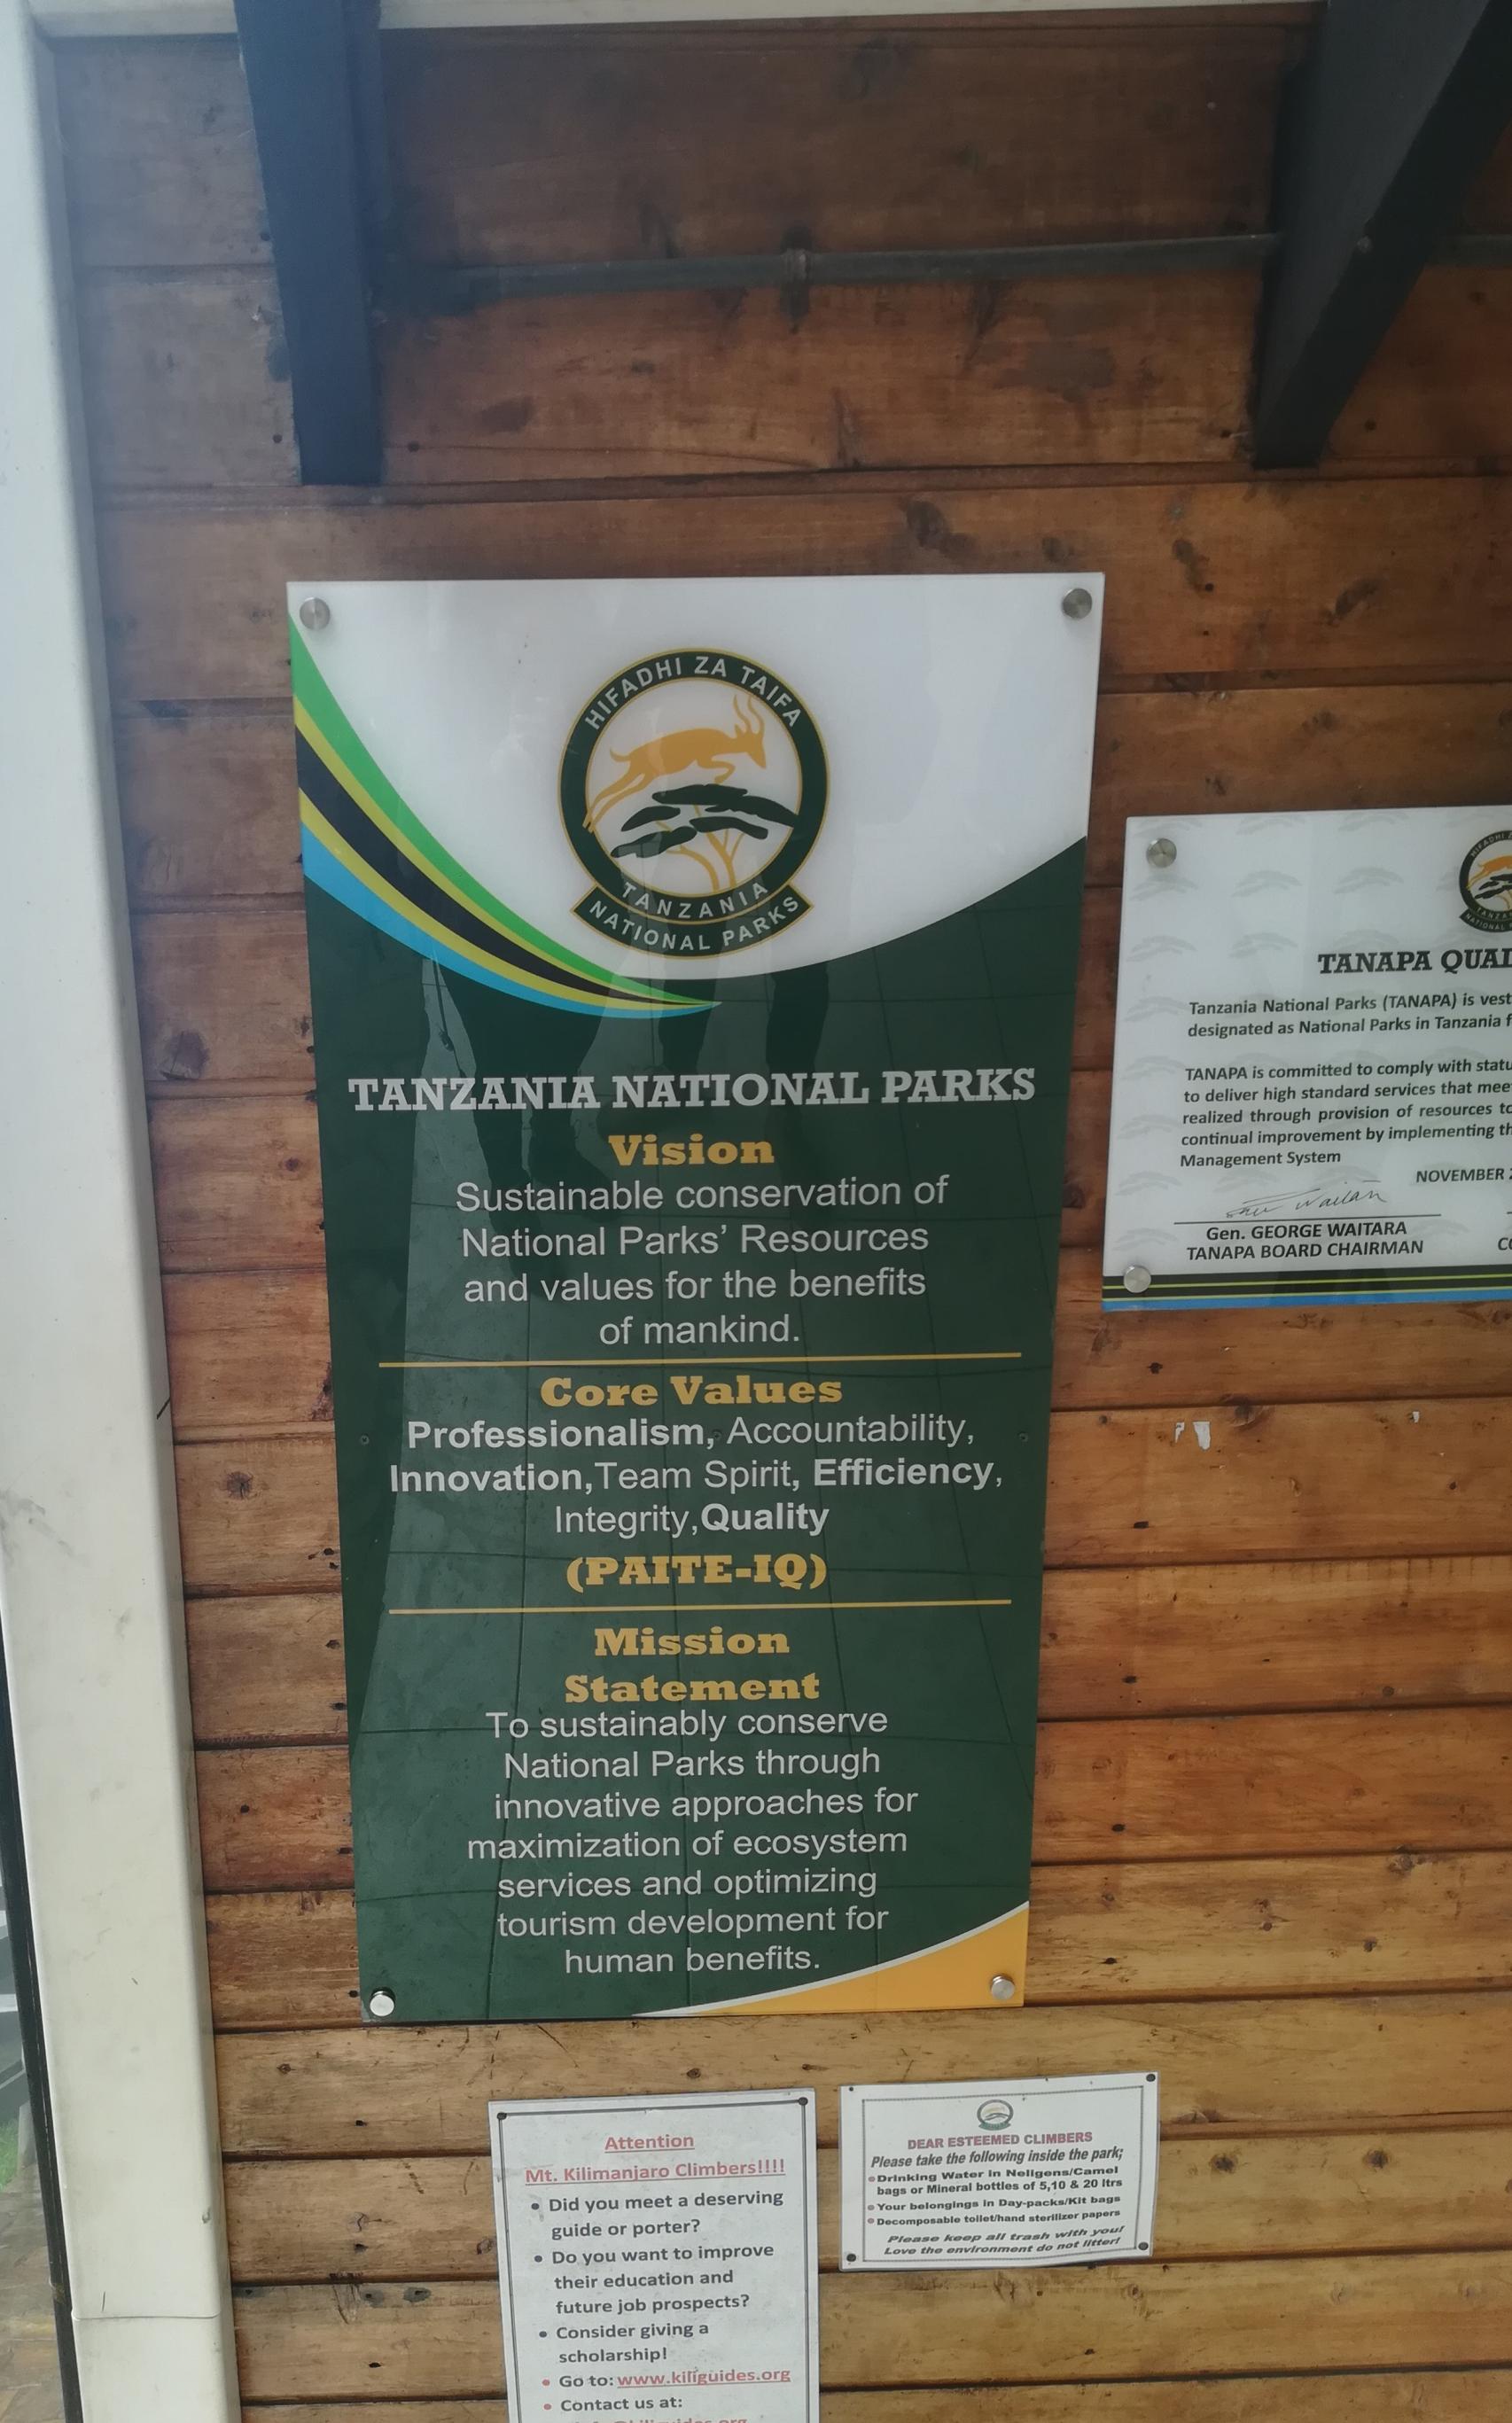 HIFADHI ZA TAIFA
TANZANIA
NATIONAL PARKS
TANZANIA NATIONAL PARKS
Vision
Sustainable conservation of
National Parks' Resources
and values for the benefits
of mankind.
Core Values
Professionalism, Accountability,
Innovation,Team Spirit, Efficiency,
Integrity,Quality
(PAITE-IQ)
Mission
Statement
To sustainably conserve
National Parks through
innovative approaches for
maximization of ecosystem
services and optimizing
tourism development for
human benefits.
TANAPA QUAL
Tanzania National Parks (TANAPA) is vest
designated as National Parks in Tanzania f
TANAPA is committed to comply with statu
to deliver high standard services that mee
realized through provision of resources to
continual improvement by implementing th
Management System
NOVEMBER
Gen. GEORGE WAITARA
TANAPA BOARD CHAIRMAN
Attention
Mt. Kilimanjaro Climbers!!!!
• Did you meet a deserving
guide or porter?
• Do you want to improve
their education and
future job prospects?
• Consider giving a
scholarship!
• Go to: www.kiliguides.org
• Contact us at:
DEAR ESTEEMED CLIMBERS
Please take the following inside the park;
Drinking Water in Neligens/Camel
bags or Mineral bottles of 5,10 & 20 ltrs
Your belongings in Day-packs/Kit bags
Decomposable toilet/hand sterilizer papers
Please keep all trash with you!
Love the environment do not litter!